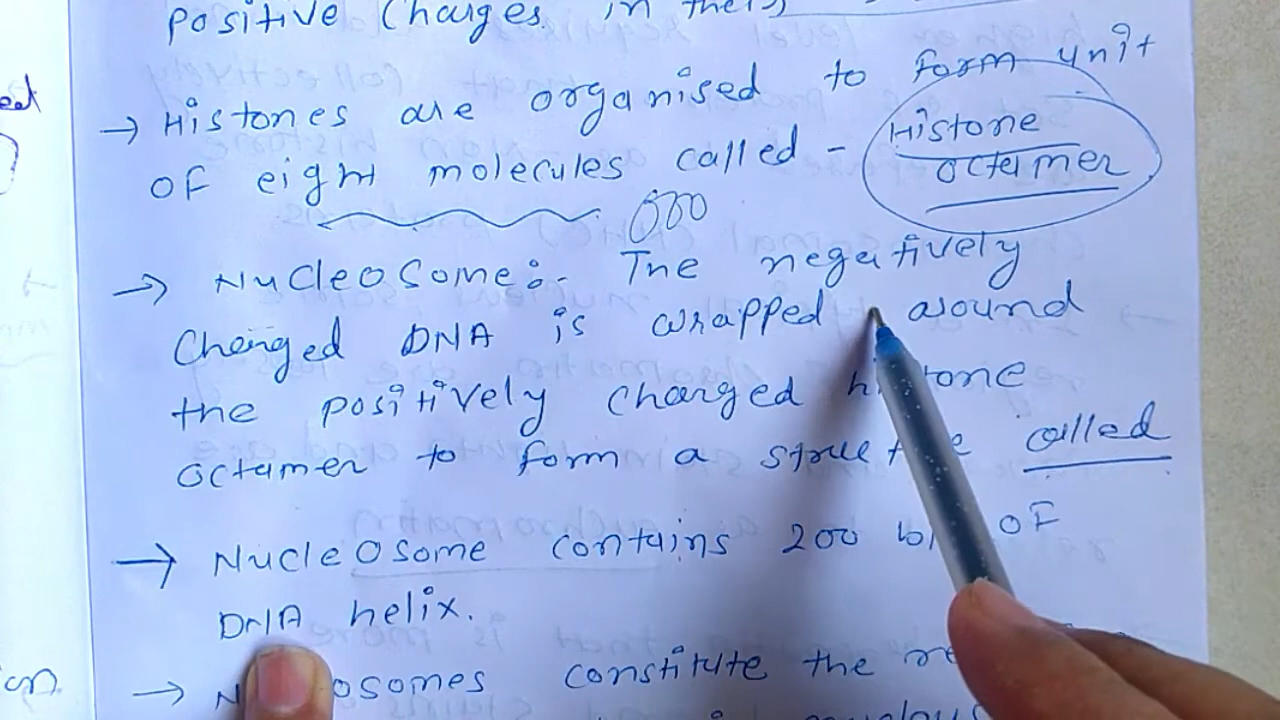 positive charges in their
→ Histones are organised to form unit
of eight molecules called - Histone
octamer
→ Nucleosome:- The negatively
Charged DNA is wrapped around
the positively charged
octamer to form a called
→ Nucleosome contains 200 of
DNA helix.
→ constitute the